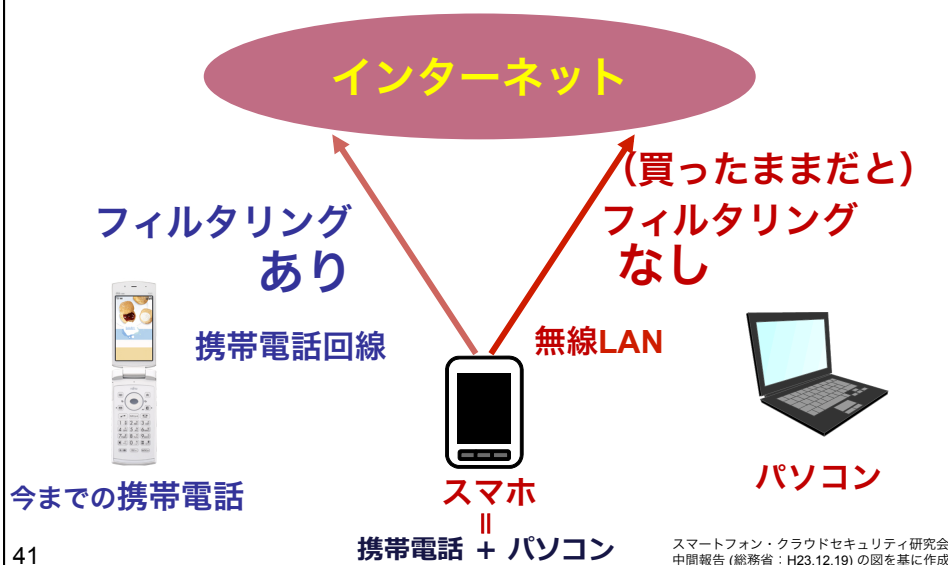 インターネット
(買ったままだと)
フィルタリング
あり
フィルタリング
なし
携帯電話回線
無線LAN
今までの携帯電話
スマホ
=
携帯電話 + パソコン
パソコン
スマートフォン・クラウドセキュリティ研究会
中間報告 (総務省:H23.12.19) の図を基に作成
41